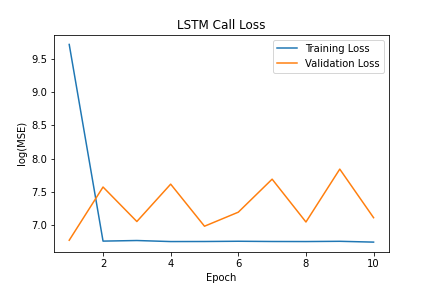 LSTM Call Loss
Training Loss
Validation Loss
log(MSE)
9.5
9.0
8.5
8.0
7.5
7.0
2 4 6 8 10
Epoch